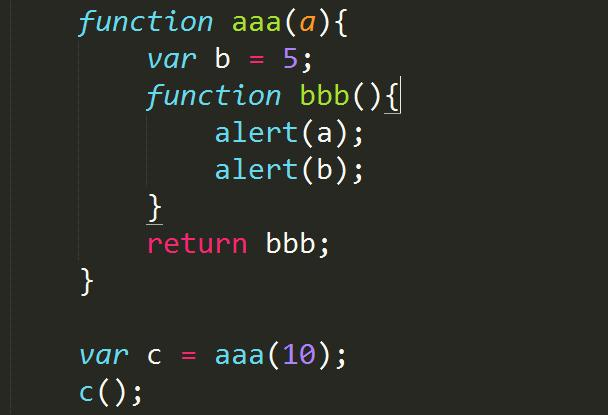 function aaa(a){
    var b = 5;
    function bbb(){
        alert(a);
        alert(b);
    }
    return bbb;
}
var c = aaa(10);
c();